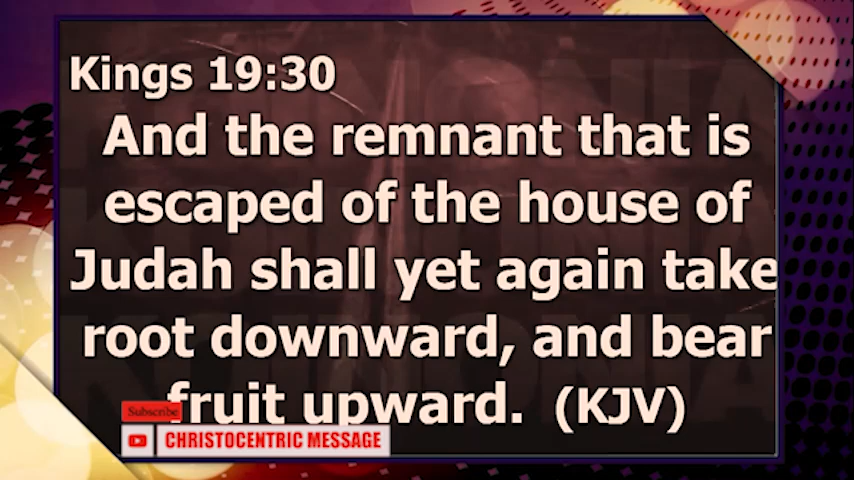 Kings 19:30
And the remnant that is
escaped of the house of
Judah shall yet again take
root downward, and bear
fruit upward. (KJV)
Subscribe
CHRISTOCENTRIC MESSAGE